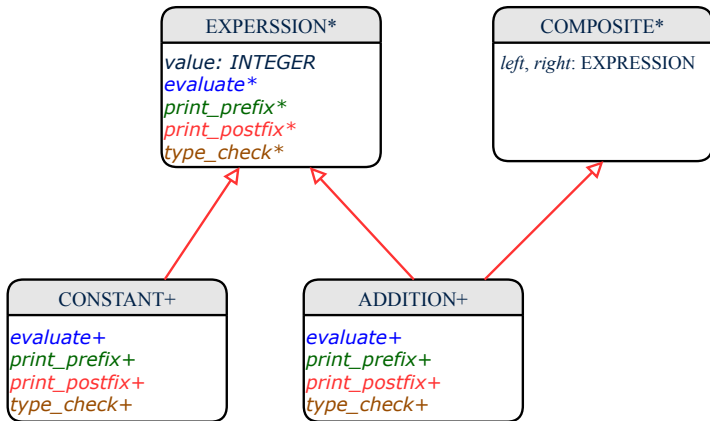 EXPERSSION*
value: INTEGER
evaluate*
print_prefix*
print_postfix*
type_check*
COMPOSITE*
left, right: EXPRESSION
CONSTANT+
evaluate+
print_prefix+
print_postfix+
type_check+
ADDITION+
evaluate+
print_prefix+
print_postfix+
type_check+